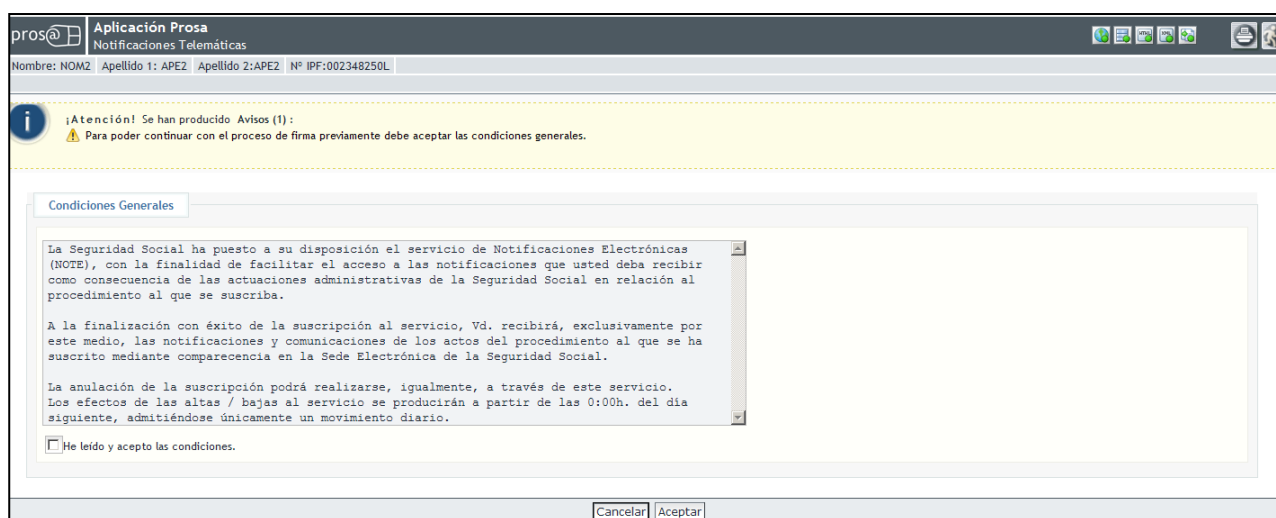 pros@
Aplicación Prosa
Notificaciones Telemáticas
Nombre: NOM2 Apellido 1: APE2 Apellido 2:APE2 Nº IPF:002348250L
¡Atención! Se han producido Avisos (1) :
Para poder continuar con el proceso de firma previamente debe aceptar las condiciones generales.
Condiciones Generales
La Seguridad Social ha puesto a su disposición el servicio de Notificaciones Electrónicas
(NOTE), con la finalidad de facilitar el acceso a las notificaciones que usted deba recibir
como consecuencia de las actuaciones administrativas de la Seguridad Social en relación al
procedimiento al que se suscriba.
A la finalización con éxito de la suscripción al servicio, Vd. recibirá, exclusivamente por
este medio, las notificaciones y comunicaciones de los actos del procedimiento al que se ha
suscrito mediante comparecencia en la Sede Electrónica de la Seguridad Social.
La anulación de la suscripción podrá realizarse, igualmente, a través de este servicio.
Los efectos de las altas / bajas al servicio se producirán a partir de las 0:00h. del día
siguiente, admitiéndose únicamente un movimiento diario.
He leído y acepto las condiciones.
Cancelar Aceptar